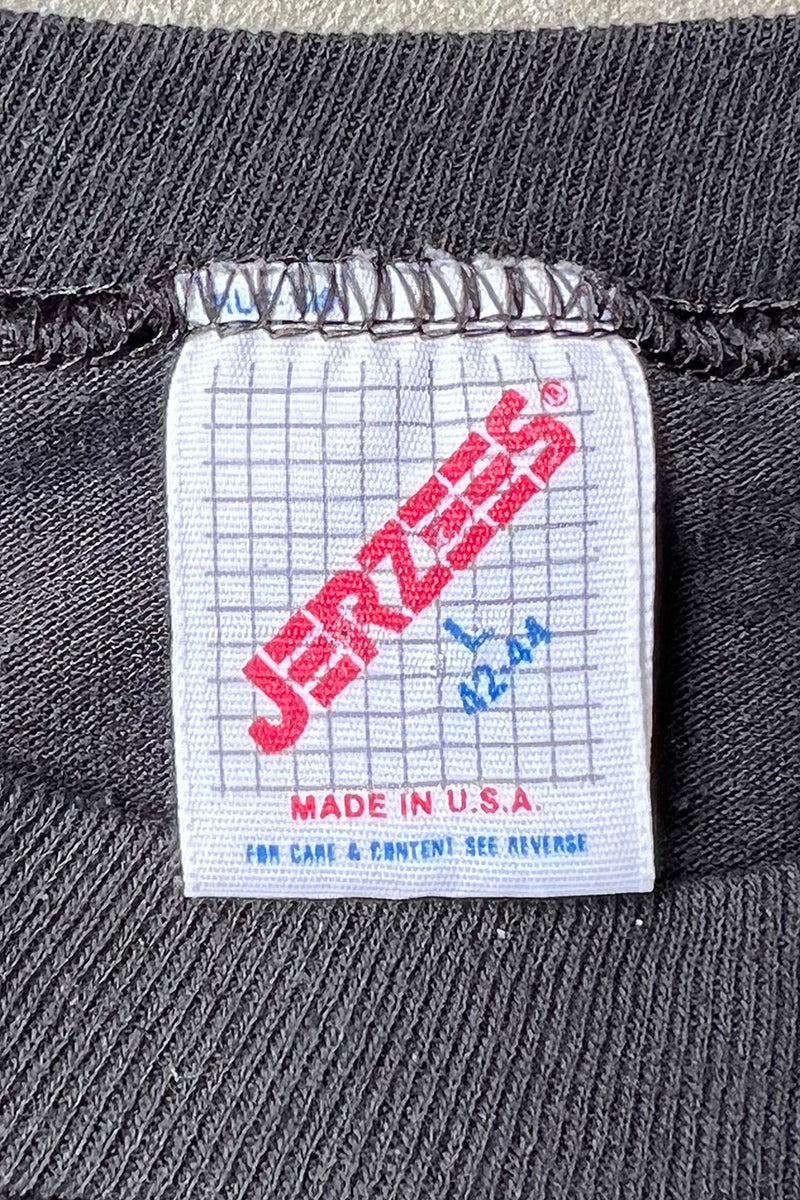 JERZEES®
L
42-44
MADE IN U.S.A.
FOR CARE & CONTENT SEE REVERSE